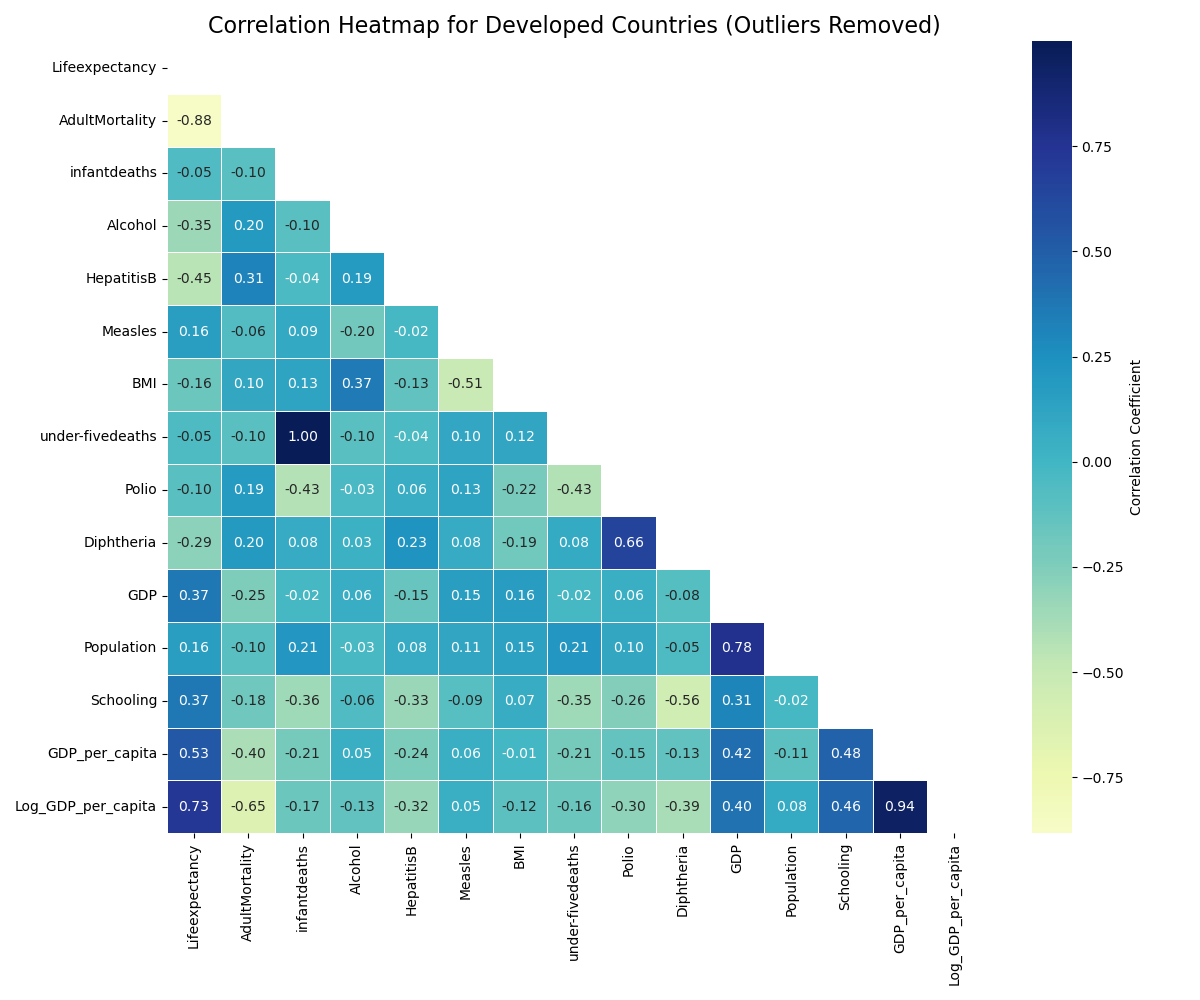 Correlation Heatmap for Developed Countries (Outliers Removed)
Lifeexpectancy
AdultMortality -0.88
infantdeaths -0.05 -0.10
Alcohol -0.35 0.20 -0.10
HepatitisB -0.45 0.31 -0.04 0.19
Measles 0.16 -0.06 0.09 -0.20 -0.02
BMI -0.16 0.10 0.13 0.37 -0.13 -0.51
under-fivedeaths -0.05 -0.10 1.00 -0.10 -0.04 0.10 0.12
Polio -0.10 0.19 -0.43 -0.03 0.06 0.13 -0.22 -0.43
Diphtheria -0.29 0.20 0.08 0.03 0.23 0.08 -0.19 0.08 0.66
GDP 0.37 -0.25 -0.02 0.06 -0.15 0.15 0.16 -0.02 0.06 -0.08
Population 0.16 -0.10 0.21 -0.03 0.08 0.11 0.15 0.21 0.10 -0.05 0.78
Schooling 0.37 -0.18 -0.36 -0.06 -0.33 -0.09 0.07 -0.35 -0.26 -0.56 0.31 -0.02
GDP_per_capita 0.53 -0.40 -0.21 0.05 -0.24 0.06 -0.01 -0.21 -0.15 -0.13 0.42 -0.11 0.48
Log_GDP_per_capita 0.73 -0.65 -0.17 -0.13 -0.32 0.05 -0.12 -0.16 -0.30 -0.39 0.40 0.08 0.46 0.94
Lifeexpectancy
AdultMortality
infantdeaths
Alcohol
HepatitisB
Measles
BMI
under-fivedeaths
Polio
Diphtheria
GDP
Population
Schooling
GDP_per_capita
Log_GDP_per_capita
0.75
0.50
0.25
0.00
−0.25
−0.50
−0.75
Correlation Coefficient